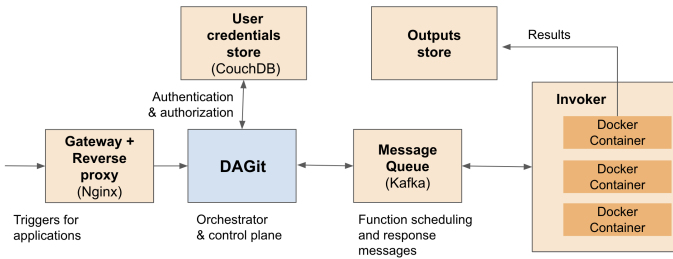 User
credentials
store
(CouchDB)
Outputs
store
Results
Authentication
& authorization
Invoker
Docker
Container
Docker
Container
Docker
Container
Gateway +
Reverse
proxy
(Nginx)
DAGit
Message
Queue
(Kafka)
Triggers for
applications
Orchestrator
& control plane
Function scheduling
and response
messages